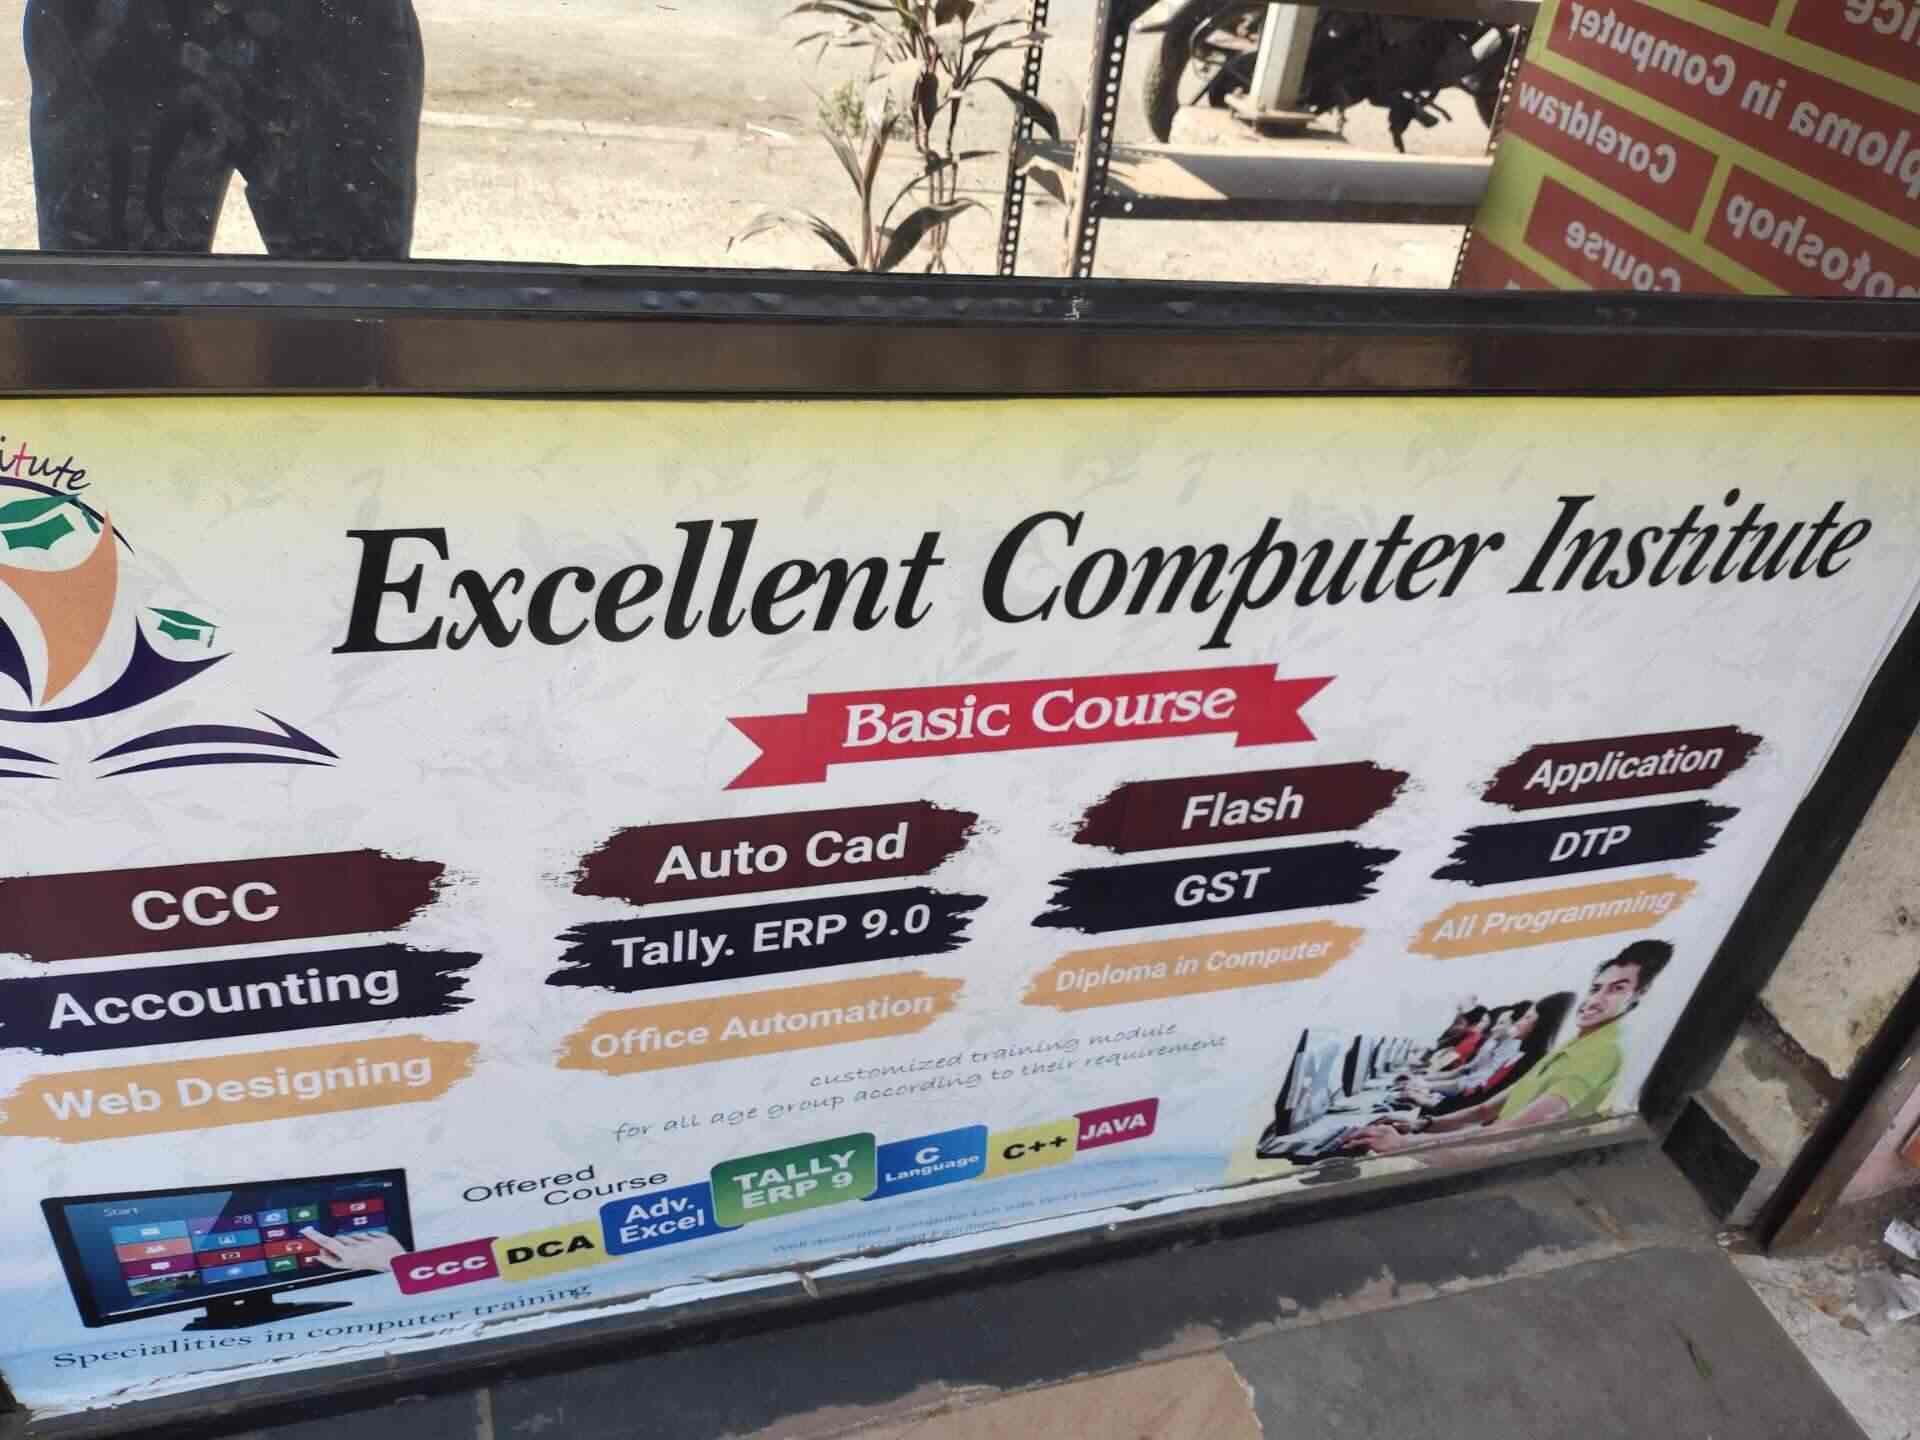 ice
ploma in Computer
Coreldraw
otoshop
Course
itute
Excellent Computer Institute
Basic Course
CCC
Auto Cad
Flash
Application
Accounting
Tally. ERP 9.0
GST
DTP
Web Designing
Office Automation
Diploma in Computer
All Programming
customized training module
for all age group according to their requirement
Offered
Course
CCC
DCA
Adv.
Excel
TALLY
ERP 9
C
Language
C++
JAVA
Start
28
Specialities in computer training